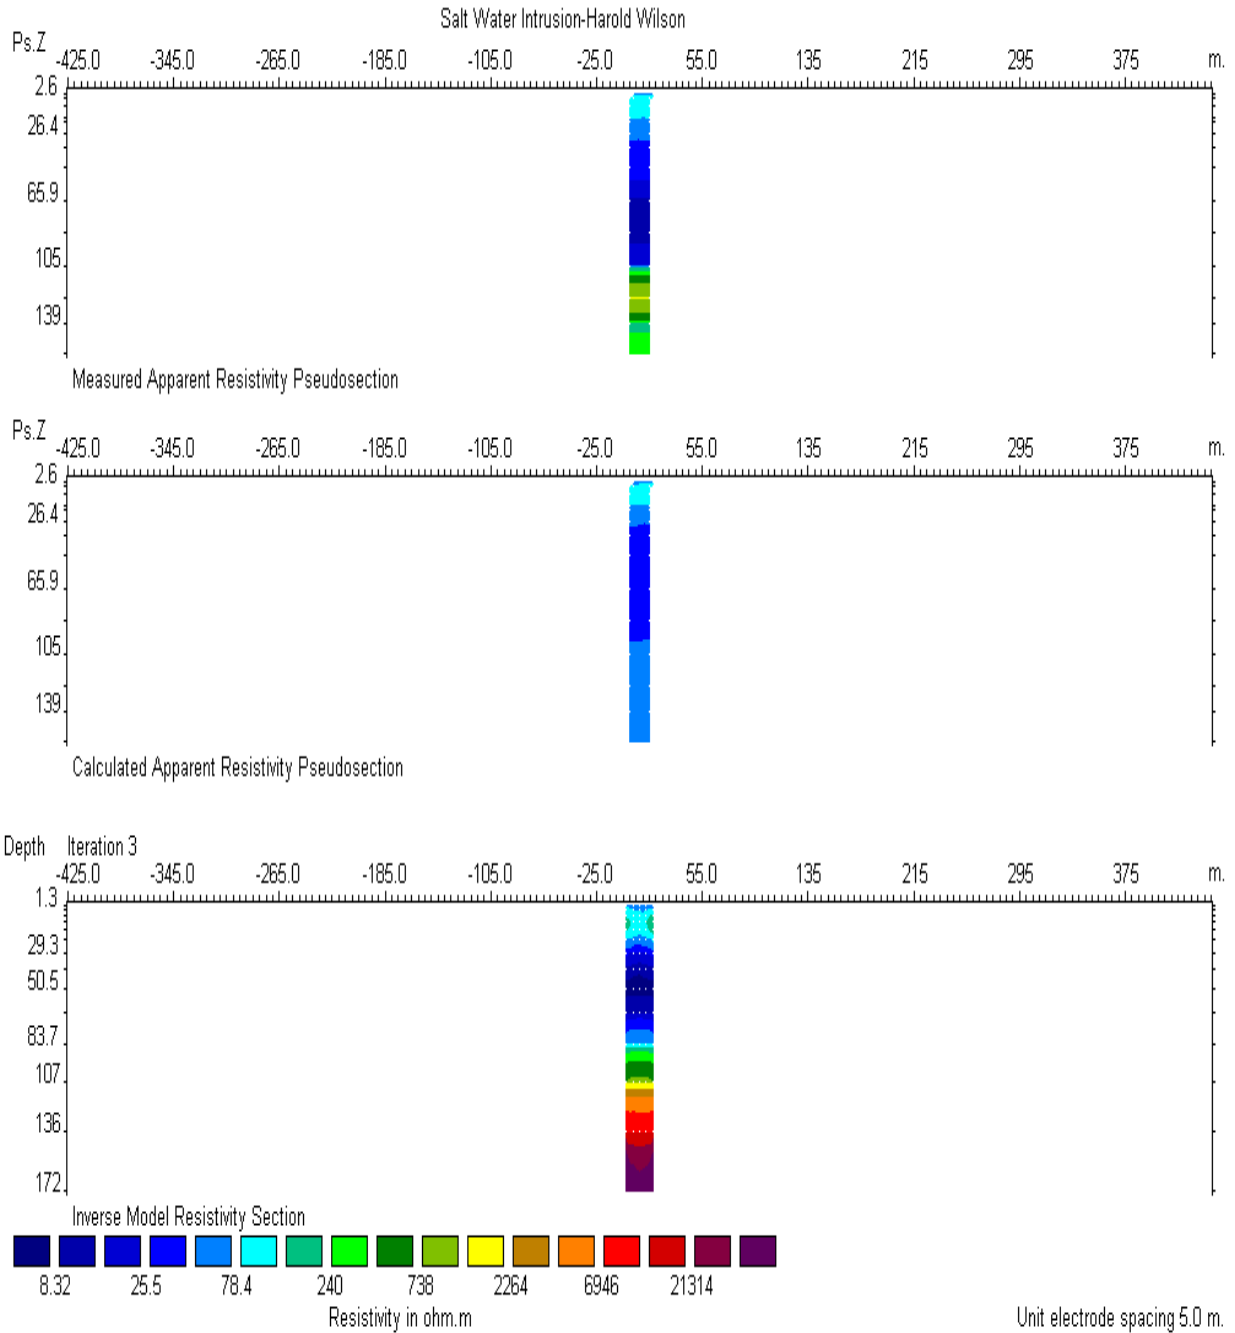 Salt Water Intrusion-Harold Wilson
Ps.Z
-425.0 -345.0 -265.0 -185.0 -105.0 -25.0 55.0 135 215 295 375 m.
2.6
26.4
65.9
105
139
Measured Apparent Resistivity Pseudosection
Ps.Z
-425.0 -345.0 -265.0 -185.0 -105.0 -25.0 55.0 135 215 295 375 m.
2.6
26.4
65.9
105
139
Calculated Apparent Resistivity Pseudosection
Depth Iteration 3
-425.0 -345.0 -265.0 -185.0 -105.0 -25.0 55.0 135 215 295 375 m.
1.3
29.3
50.5
83.7
107
136
172
Inverse Model Resistivity Section
8.32 25.5 78.4 240 738 2264 6946 21314
Resistivity in ohm.m Unit electrode spacing 5.0 m.